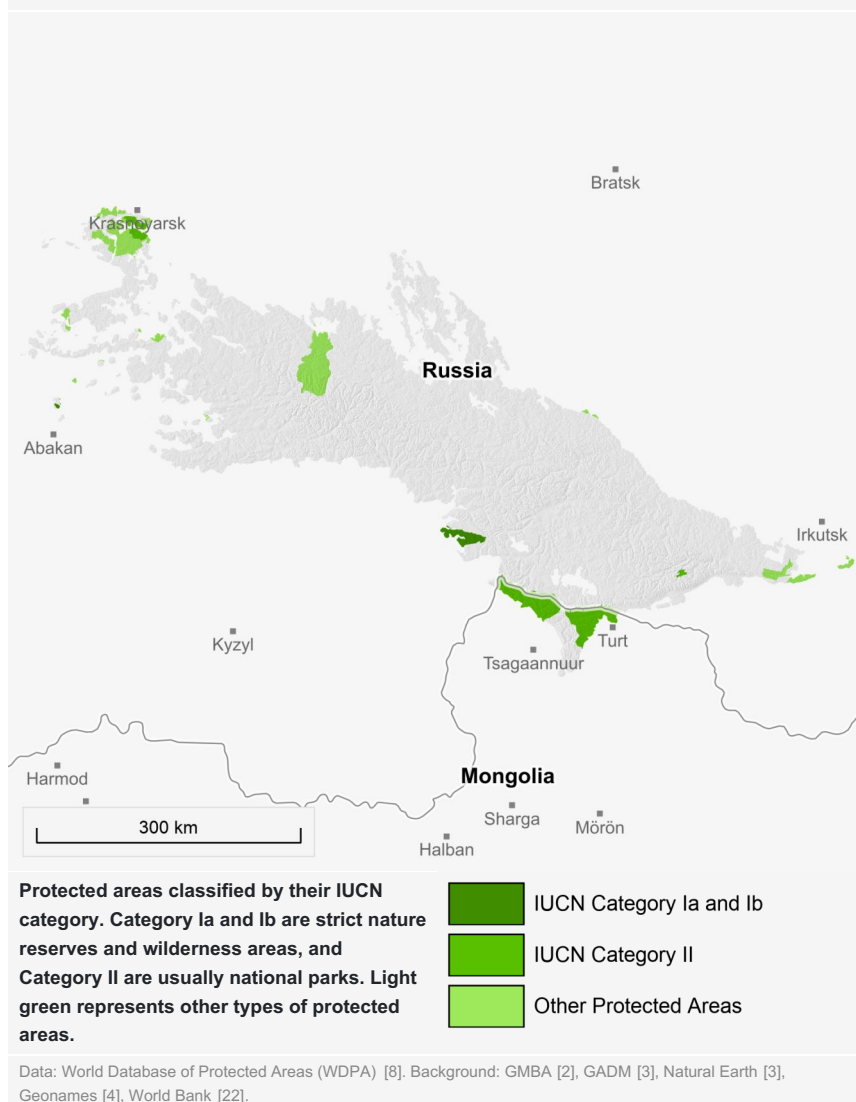 Bratsk
Krasnoyarsk
Russia
Abakan
Irkutsk
Kyzyl
Turt
Tsagaannuur
Harmod
Mongolia
Sharga
Mörön
Halban
300 km
Protected areas classified by their IUCN
category. Category Ia and Ib are strict nature
reserves and wilderness areas, and
Category II are usually national parks. Light
green represents other types of protected
areas.
IUCN Category Ia and Ib
IUCN Category II
Other Protected Areas
Data: World Database of Protected Areas (WDPA) [8]. Background: GMBA [2], GADM [3], Natural Earth [3],
Geonames [4], World Bank [22].